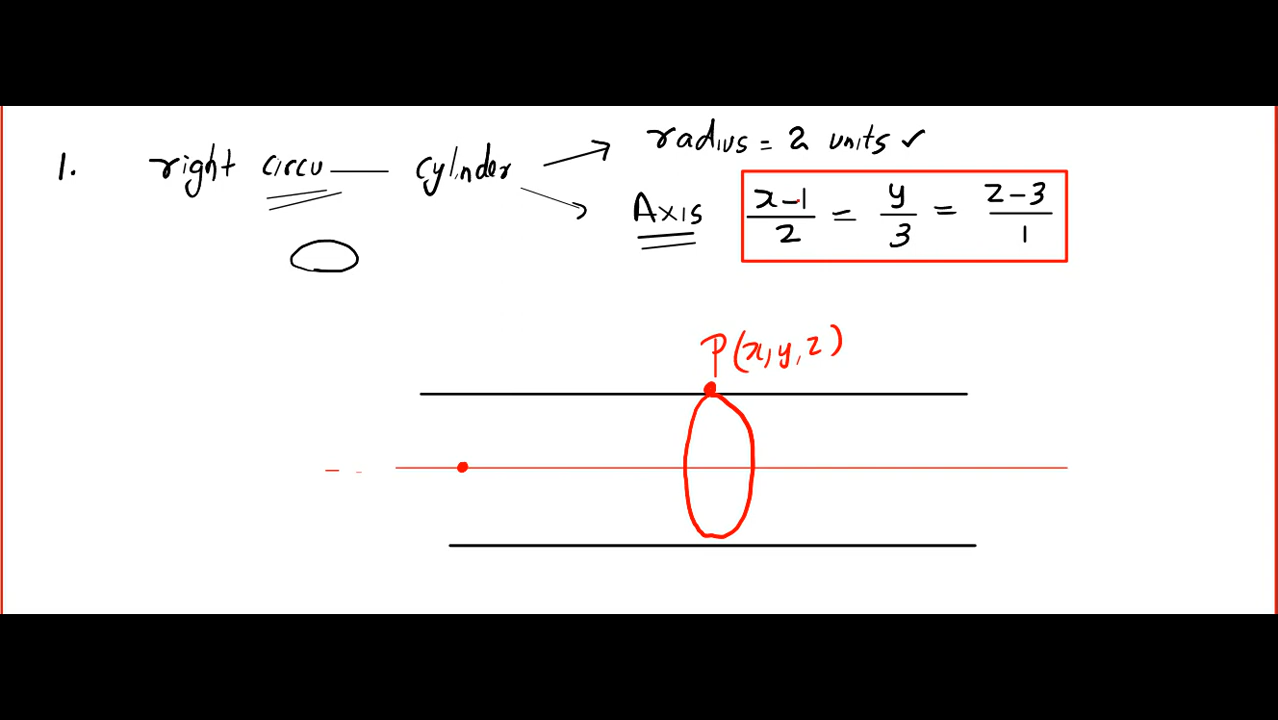 1. right circu — cylinder → radius = 2 units ✓
→ Axis (x-1)/2 = y/3 = (z-3)/1
P(x,y,z)